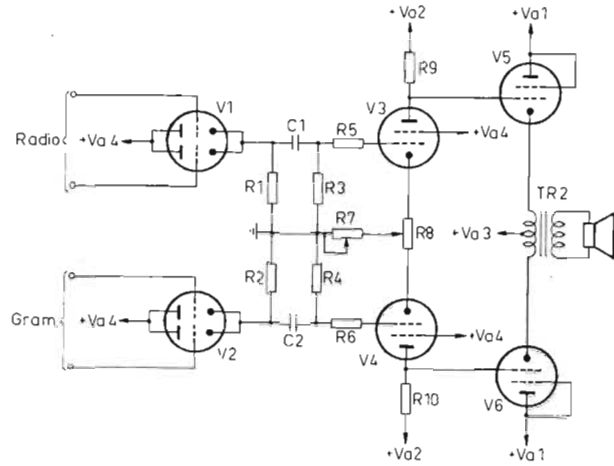 +Va2
+Va1
R9
V5
V1
C1
R5
V3
Radio
+Va4
+Va4
R1
R3
R7
R8
TR2
+Va3
R2
R4
Gram.
+Va4
V2
C2
R6
V4
+Va4
R10
V6
+Va2
+Va1